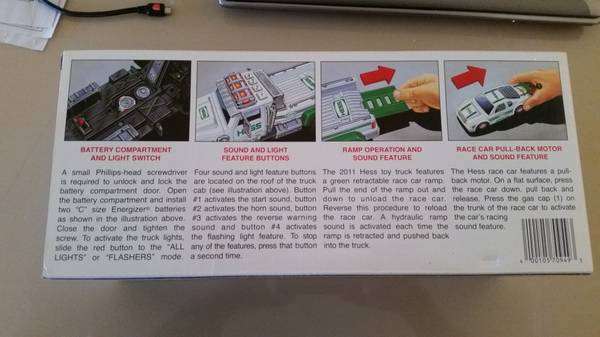 HESS
BATTERY COMPARTMENT
AND LIGHT SWITCH
A small Phillips-head screwdriver
is required to unlock and lock the
battery compartment door. Open
the battery compartment and install
two "C" size Energizer® batteries
as shown in the illustration above.
Close the door and tighten the
screw. To activate the truck lights,
slide the red button to the "ALL
LIGHTS" or "FLASHERS" mode.
SOUND AND LIGHT
FEATURE BUTTONS
Four sound and light feature buttons
are located on the roof of the truck
cab (see illustration above). Button
#1 activates the start sound, button
#2 activates the horn sound, button
#3 activates the reverse warning
sound and button #4 activates
the flashing light feature. To stop
any of the features, press that button
a second time.
RAMP OPERATION AND
SOUND FEATURE
The 2011 Hess toy truck features
a green retractable race car ramp.
Pull the end of the ramp out and
down to unload the race car.
Reverse this procedure to reload
the race car. A hydraulic ramp
sound is activated each time the
ramp is retracted and pushed back
into the truck.
RACE CAR PULL-BACK MOTOR
AND SOUND FEATURE
The Hess race car features a pull-
back motor. On a flat surface, press
the race car down, pull back and
release. Press the gas cap (1) on
the trunk of the race car to activate
the car's racing
sound feature.